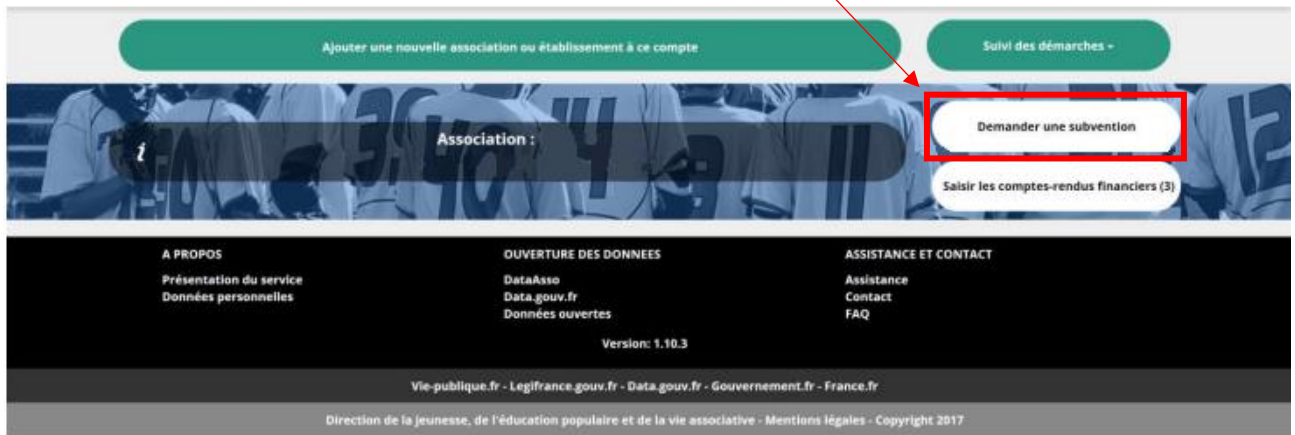 Ajouter une nouvelle association ou établissement à ce compte
Suivi des démarches
i
Association :
Demander une subvention
Saisir les comptes-rendus financiers (3)
A PROPOS
Présentation du service
Données personnelles
OUVERTURE DES DONNEES
DataAsso
Data.gouv.fr
Données ouvertes
ASSISTANCE ET CONTACT
Assistance
Contact
FAQ
Version: 1.10.3
Vie-publique.fr - Legifrance.gouv.fr - Data.gouv.fr - Gouvernement.fr - France.fr
Direction de la jeunesse, de l'éducation populaire et de la vie associative - Mentions légales - Copyright 2017